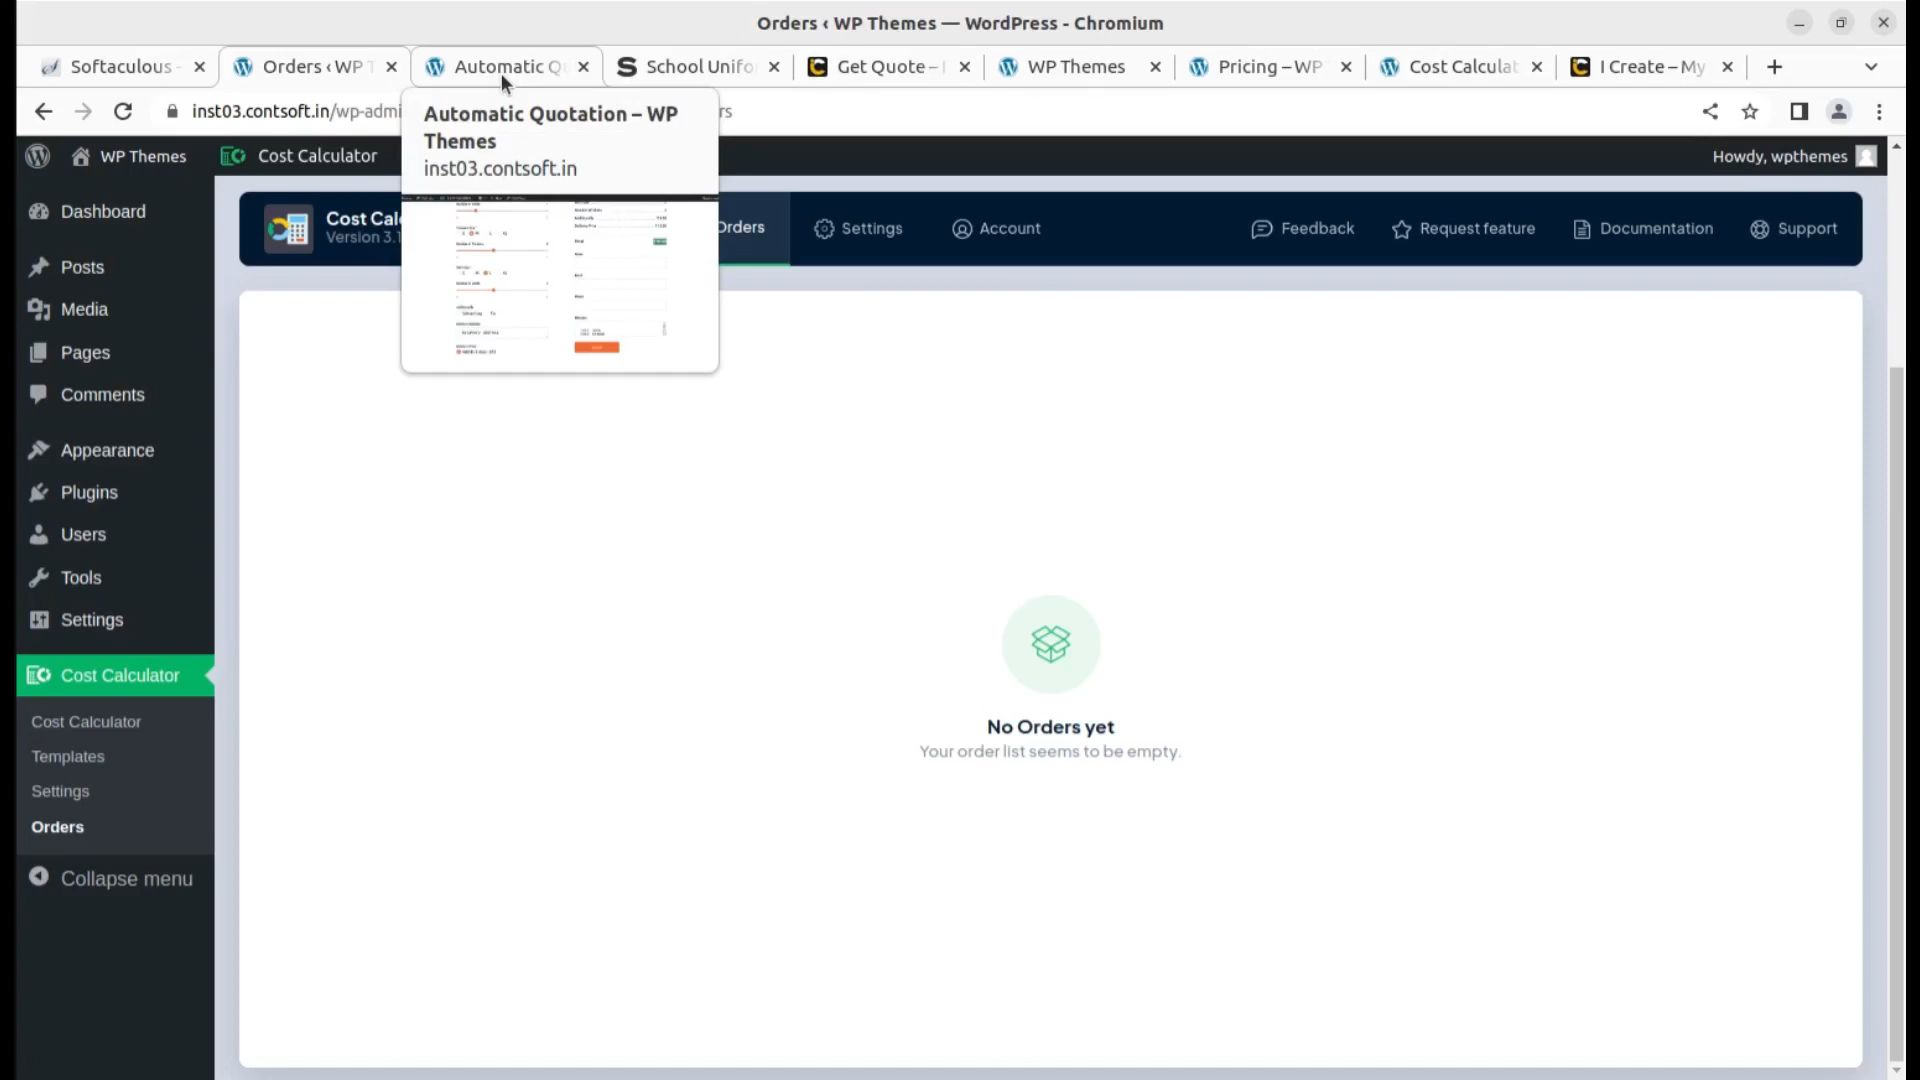 Orders ‹ WP Themes — WordPress - Chromium
Softaculous -
Orders ‹ WP T
Automatic Q
School Unifo
Get Quote –
WP Themes
Pricing – WP
Cost Calculat
I Create – My
inst03.contsoft.in/wp-admi
rs
Automatic Quotation – WP
Themes
inst03.contsoft.in
WP Themes
Cost Calculator
Howdy, wpthemes
Dashboard
Posts
Media
Pages
Comments
Appearance
Plugins
Users
Tools
Settings
Cost Calculator
Cost Calculator
Templates
Settings
Orders
Collapse menu
Cost Cal
Version 3.1
Orders
Settings
Account
Feedback
Request feature
Documentation
Support
No Orders yet
Your order list seems to be empty.